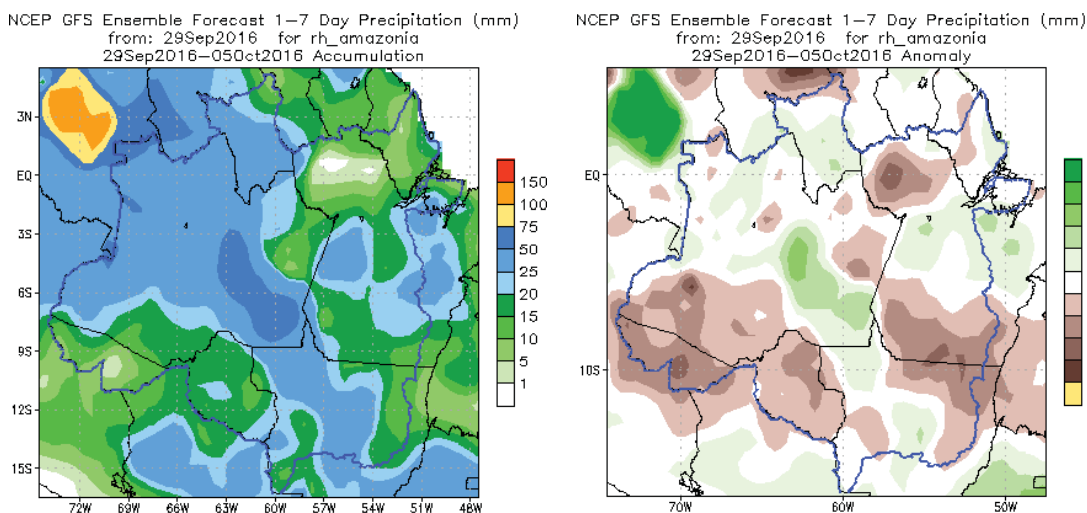 NCEP GFS Ensemble Forecast 1–7 Day Precipitation (mm)
from: 29Sep2016 for rh_amazonia
29Sep2016–050ct2016 Accumulation
3N
EQ
3S
6S
9S
12S
15S
72W 69W 66W 63W 60W 57W 54W 51W 48W
150
100
75
50
25
20
15
10
5
1
NCEP GFS Ensemble Forecast 1–7 Day Precipitation (mm)
from: 29Sep2016 for rh_amazonia
29Sep2016–050ct2016 Anomaly
EQ
10S
70W 60W 50W